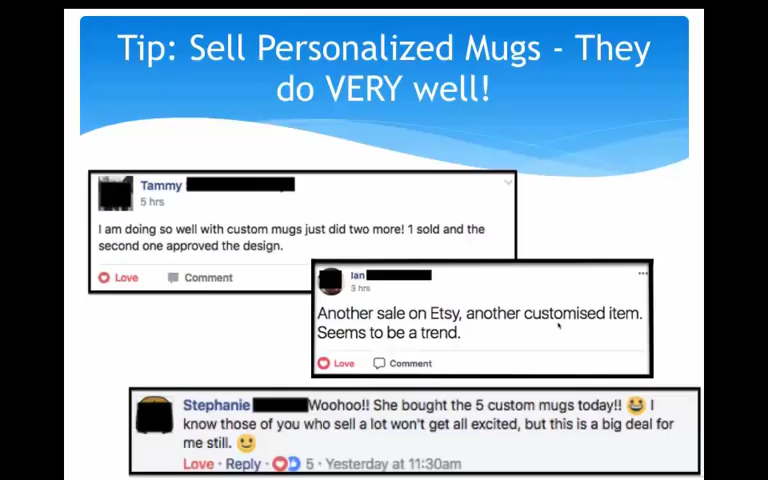 Tip: Sell Personalized Mugs - They
do VERY well!
Tammy
5 hrs
I am doing so well with custom mugs just did two more! 1 sold and the
second one approved the design.
Love Comment
Ian
3 hrs
Another sale on Etsy, another customised item.
Seems to be a trend.
Love Comment
Stephanie Woohoo!! She bought the 5 custom mugs today!! 😀 I
know those of you who sell a lot won't get all excited, but this is a big deal for
me still. 😀
Love · Reply · 5 · Yesterday at 11:30am